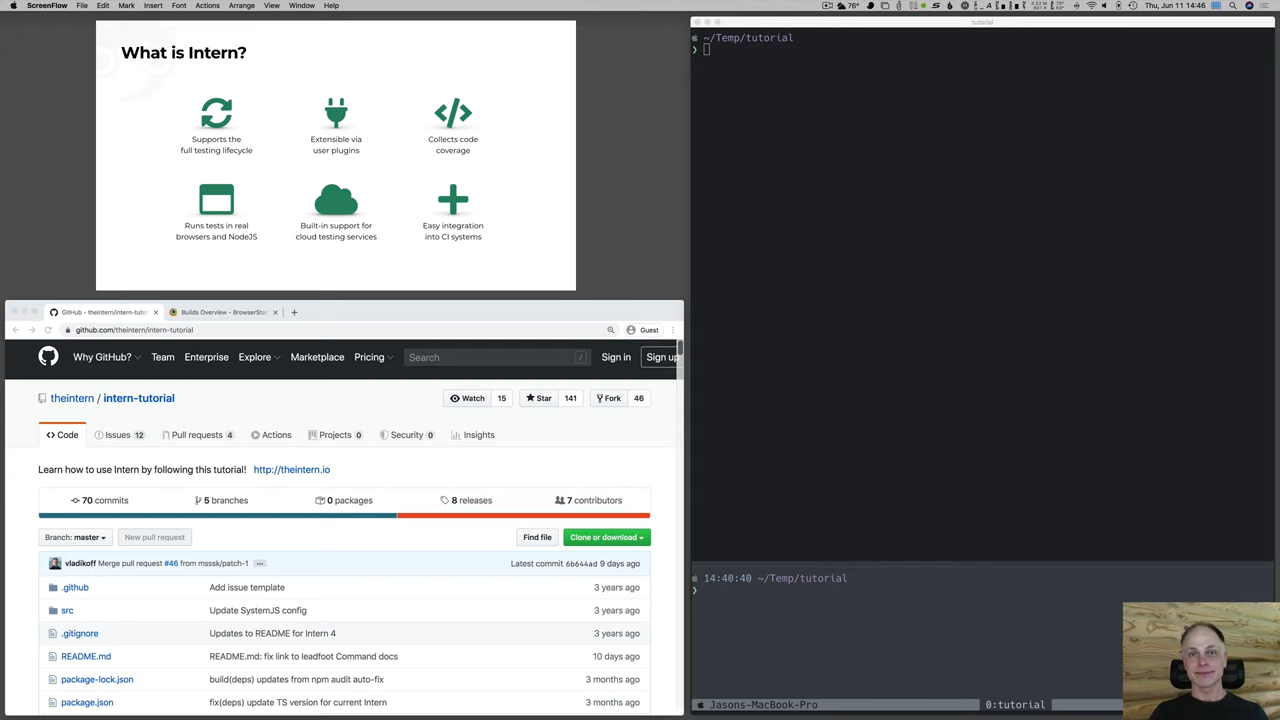 ScreenFlow File Edit Mark Insert Font Actions Arrange View Window Help
76° Thu, Jun 11 14:46
What is Intern?
Supports the
full testing lifecycle
Extensible via
user plugins
Collects code
coverage
Runs tests in real
browsers and NodeJS
Built-in support for
cloud testing services
Easy integration
into CI systems
GitHub - theintern/intern-tutor
Builds Overview - BrowserStac
github.com/theintern/intern-tutorial
Guest
Why GitHub? Team Enterprise Explore Marketplace Pricing Search / Sign in Sign up
theintern / intern-tutorial
Watch 15 Star 141 Fork 46
Code Issues 12 Pull requests 4 Actions Projects 0 Security 0 Insights
Learn how to use Intern by following this tutorial! http://theintern.io
70 commits 5 branches 0 packages 8 releases 7 contributors
Branch: master New pull request Find file Clone or download
vladikoff Merge pull request #46 from msssk/patch-1 ... Latest commit 6b644ad 9 days ago
.github Add issue template 3 years ago
src Update SystemJS config 3 years ago
.gitignore Updates to README for Intern 4 3 years ago
README.md README.md: fix link to leadfoot Command docs 10 days ago
package-lock.json build(deps) updates from npm audit auto-fix 3 months ago
package.json fix(deps) update TS version for current Intern 3 months ago
tutorial
~/Temp/tutorial
❯
14:40:40 ~/Temp/tutorial
❯
Jasons-MacBook-Pro 0:tutorial